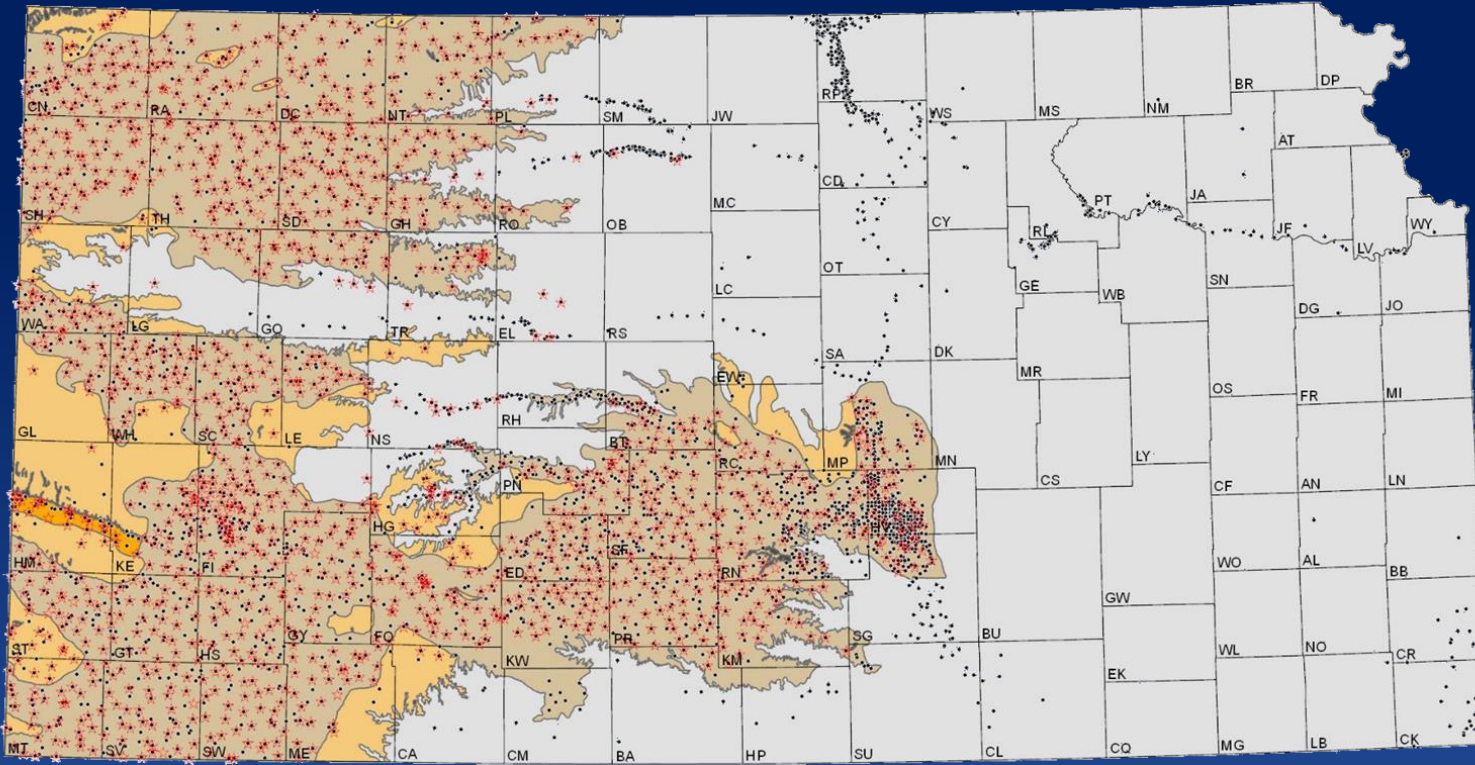 BR DP
CN RA DC NT PL SM JW RP WS MS NM
AT
CD
SH TH SD GH RO OB MC CY RL PT JA JF LV WY
OT
WA LG GO TR EL RS LC GE WB SN DG JO
SA DK
EW MR OS FR MI
GL WH SC LE NS RH BT
RC MP MN LY
PN CS CF AN LN
HG HV
HM KE FI ED SF RN WO AL BB
GW
ST GT HS GY FO PR SG BU
KW KM WL NO CR
EK
MT SV SW ME CA CM BA HP SU CL CQ MG LB CK